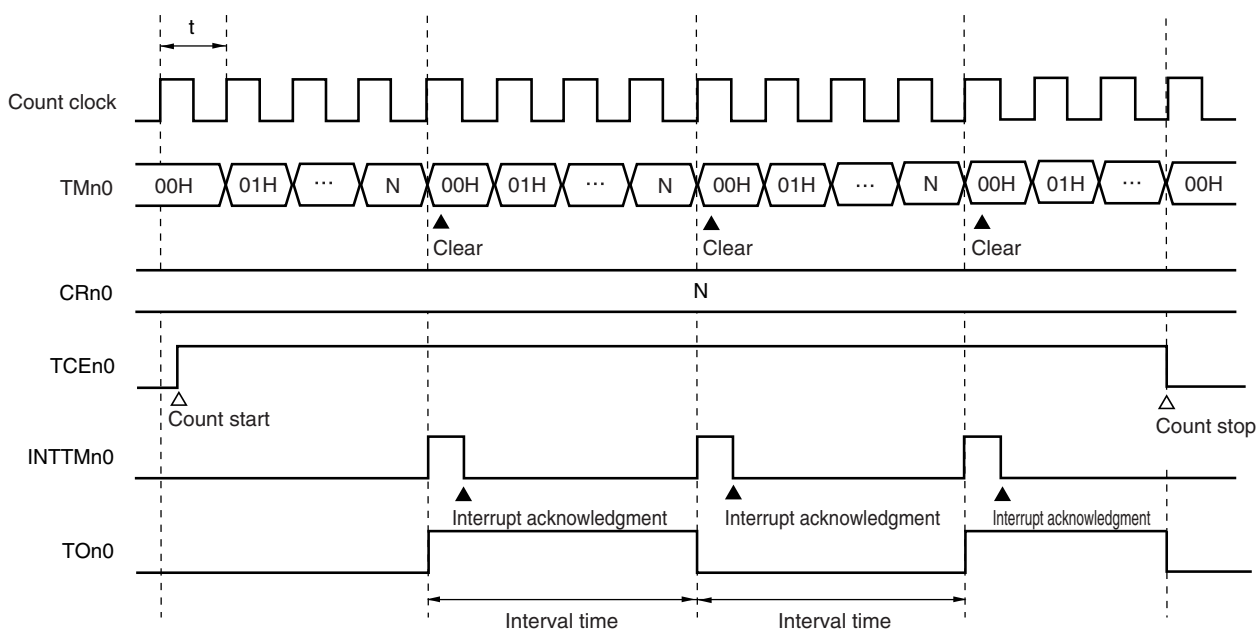 t
Count clock
TMn0 00H 01H ... N 00H 01H ... N 00H 01H ... N 00H 01H ... 00H
Clear Clear Clear
CRn0 N
TCEn0
Count start Count stop
INTTMn0
Interrupt acknowledgment Interrupt acknowledgment Interrupt acknowledgment
TOn0
Interval time Interval time